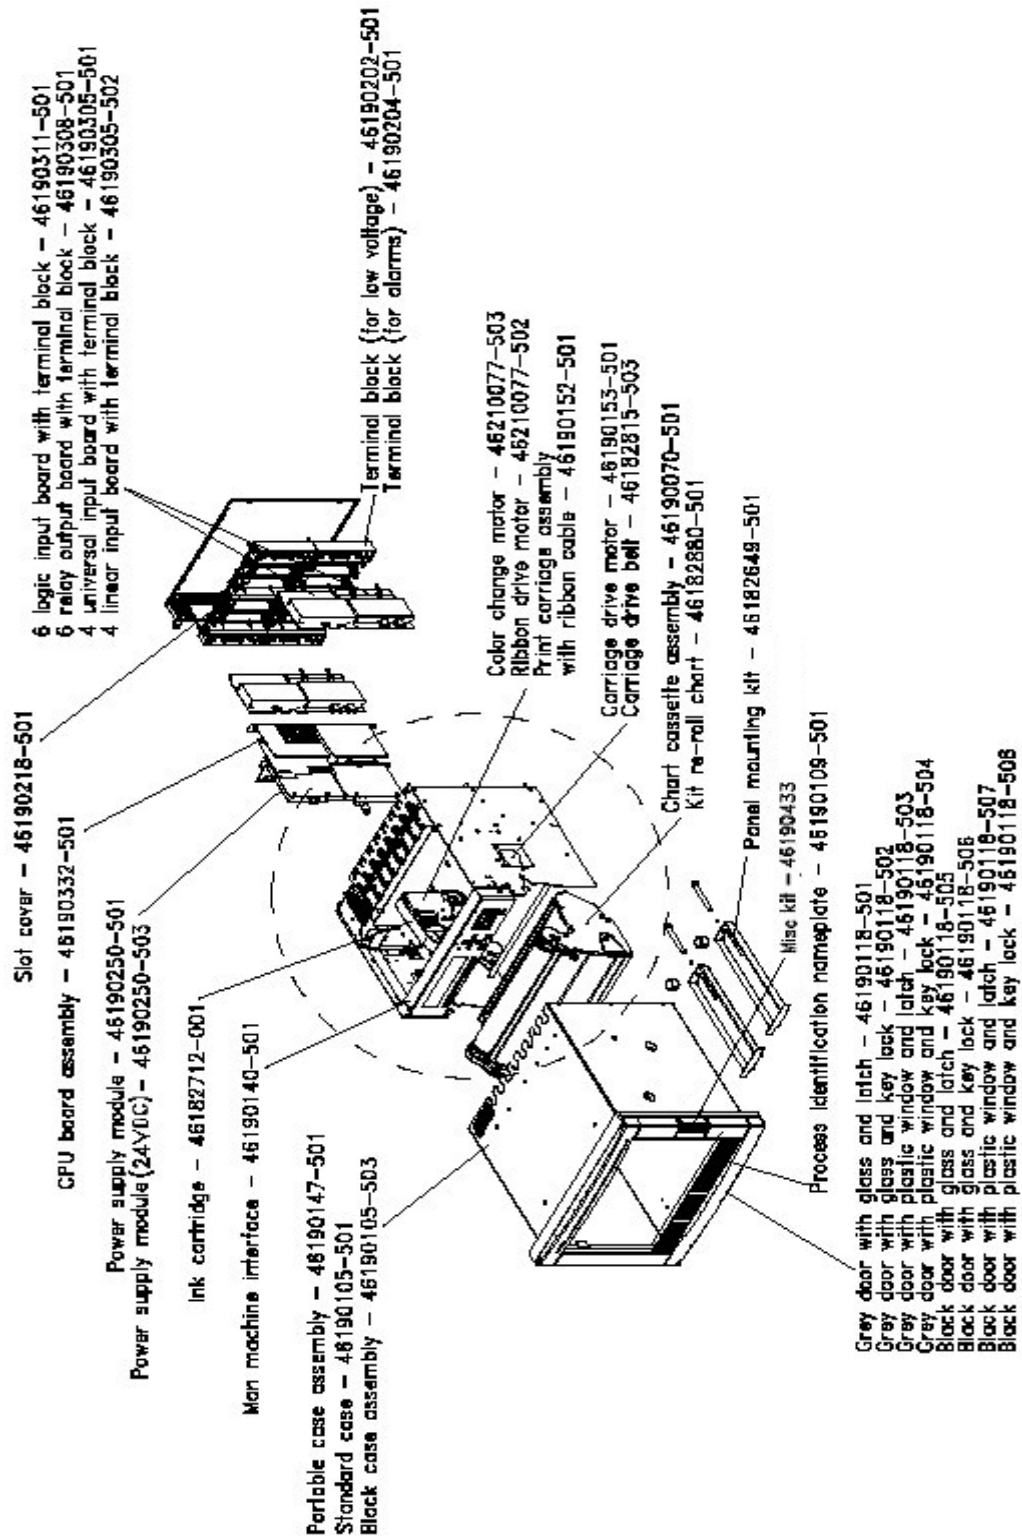 6 logic input board with terminal block - 46190311-501
6 relay output board with terminal block - 46190308-501
4 universal input board with terminal block - 46190305-501
4 linear input board with terminal block - 46190305-502
Slot cover - 46190218-501
CPU board assembly - 46190332-501
Power supply module - 46190250-501
Power supply module (24VDC) - 46190250-503
Ink cartridge - 46182712-001
Man machine interface - 46190140-501
Portable case assembly - 46190147-501
Standard case - 46190105-501
Black case assembly - 46190105-503
Terminal block (for low voltage) - 46190202-501
Terminal block (for alarms) - 46190204-501
Color change motor - 46210077-503
Ribbon drive motor - 46210077-502
Print carriage assembly
with ribbon cable - 46190152-501
Carriage drive motor - 46190153-501
Carriage drive belt - 46182815-503
Chart cassette assembly - 46190070-501
Kit re-roll chart - 46182880-501
Panel mounting kit - 46182649-501
Misc kit - 46190433
Process identification nameplate - 46190109-501
Grey door with glass and latch - 46190118-501
Grey door with glass and key lock - 46190118-502
Grey door with plastic window and latch - 46190118-503
Grey door with plastic window and key lock - 46190118-504
Black door with glass and latch - 46190118-505
Black door with glass and key lock - 46190118-506
Black door with plastic window and latch - 46190118-507
Black door with plastic window and key lock - 46190118-508